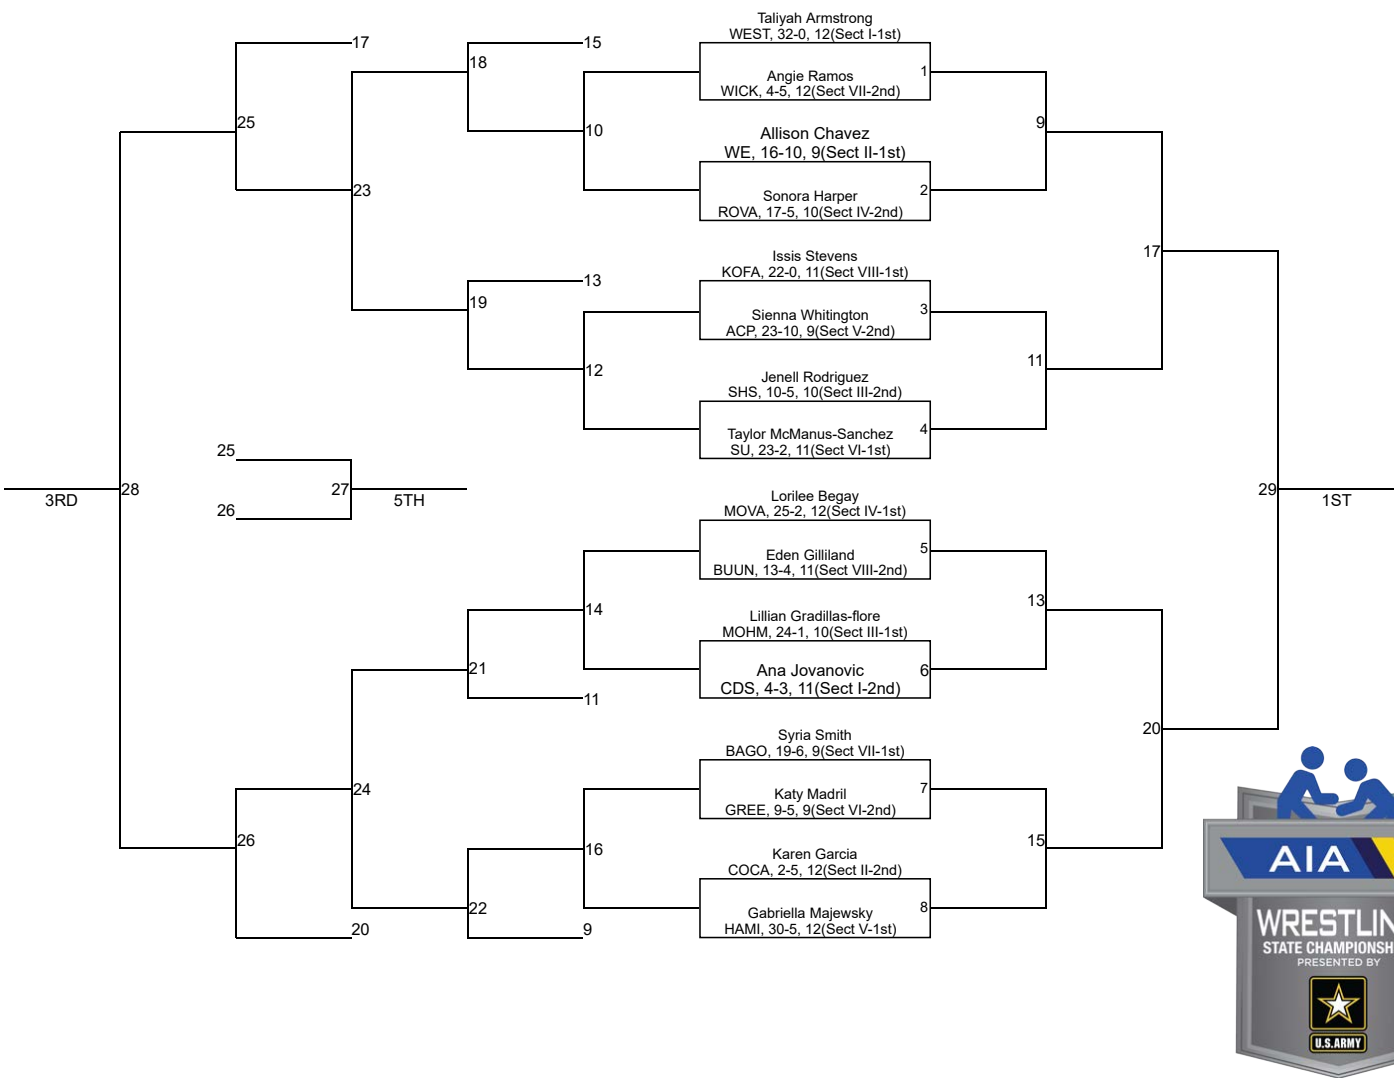 Taliyah Armstrong
WEST, 32-0, 12(Sect I-1st)
17
15
18
Angie Ramos
1
WICK, 4-5, 12(Sect VII-2nd)
25
10
9
Allison Chavez
WE, 16-10, 9(Sect II-1st)
23
Sonora Harper
2
ROVA, 17-5, 10(Sect IV-2nd)
17
Issis Stevens
KOFA, 22-0, 11(Sect VIII-1st)
13
19
Sienna Whitington
3
ACP, 23-10, 9(Sect V-2nd)
12
11
Jenell Rodriguez
SHS, 10-5, 10(Sect III-2nd)
Taylor McManus-Sanchez
4
SU, 23-2, 11(Sect VI-1st)
25
3RD
28
27
5TH
29
1ST
26
Lorilee Begay
MOVA, 25-2, 12(Sect IV-1st)
Eden Gilliland
5
BUUN, 13-4, 11(Sect VIII-2nd)
14
13
Lillian Gradillas-flore
MOHM, 24-1, 10(Sect III-1st)
21
Ana Jovanovic
6
CDS, 4-3, 11(Sect I-2nd)
11
20
Syria Smith
BAGO, 19-6, 9(Sect VII-1st)
24
Katy Madril
7
GREE, 9-5, 9(Sect VI-2nd)
26
16
15
Karen Garcia
COCA, 2-5, 12(Sect II-2nd)
22
Gabriella Majewsky
8
HAMI, 30-5, 12(Sect V-1st)
20
9
AIA
WRESTLIN
STATE CHAMPIONSH
PRESENTED BY
U.S.ARMY